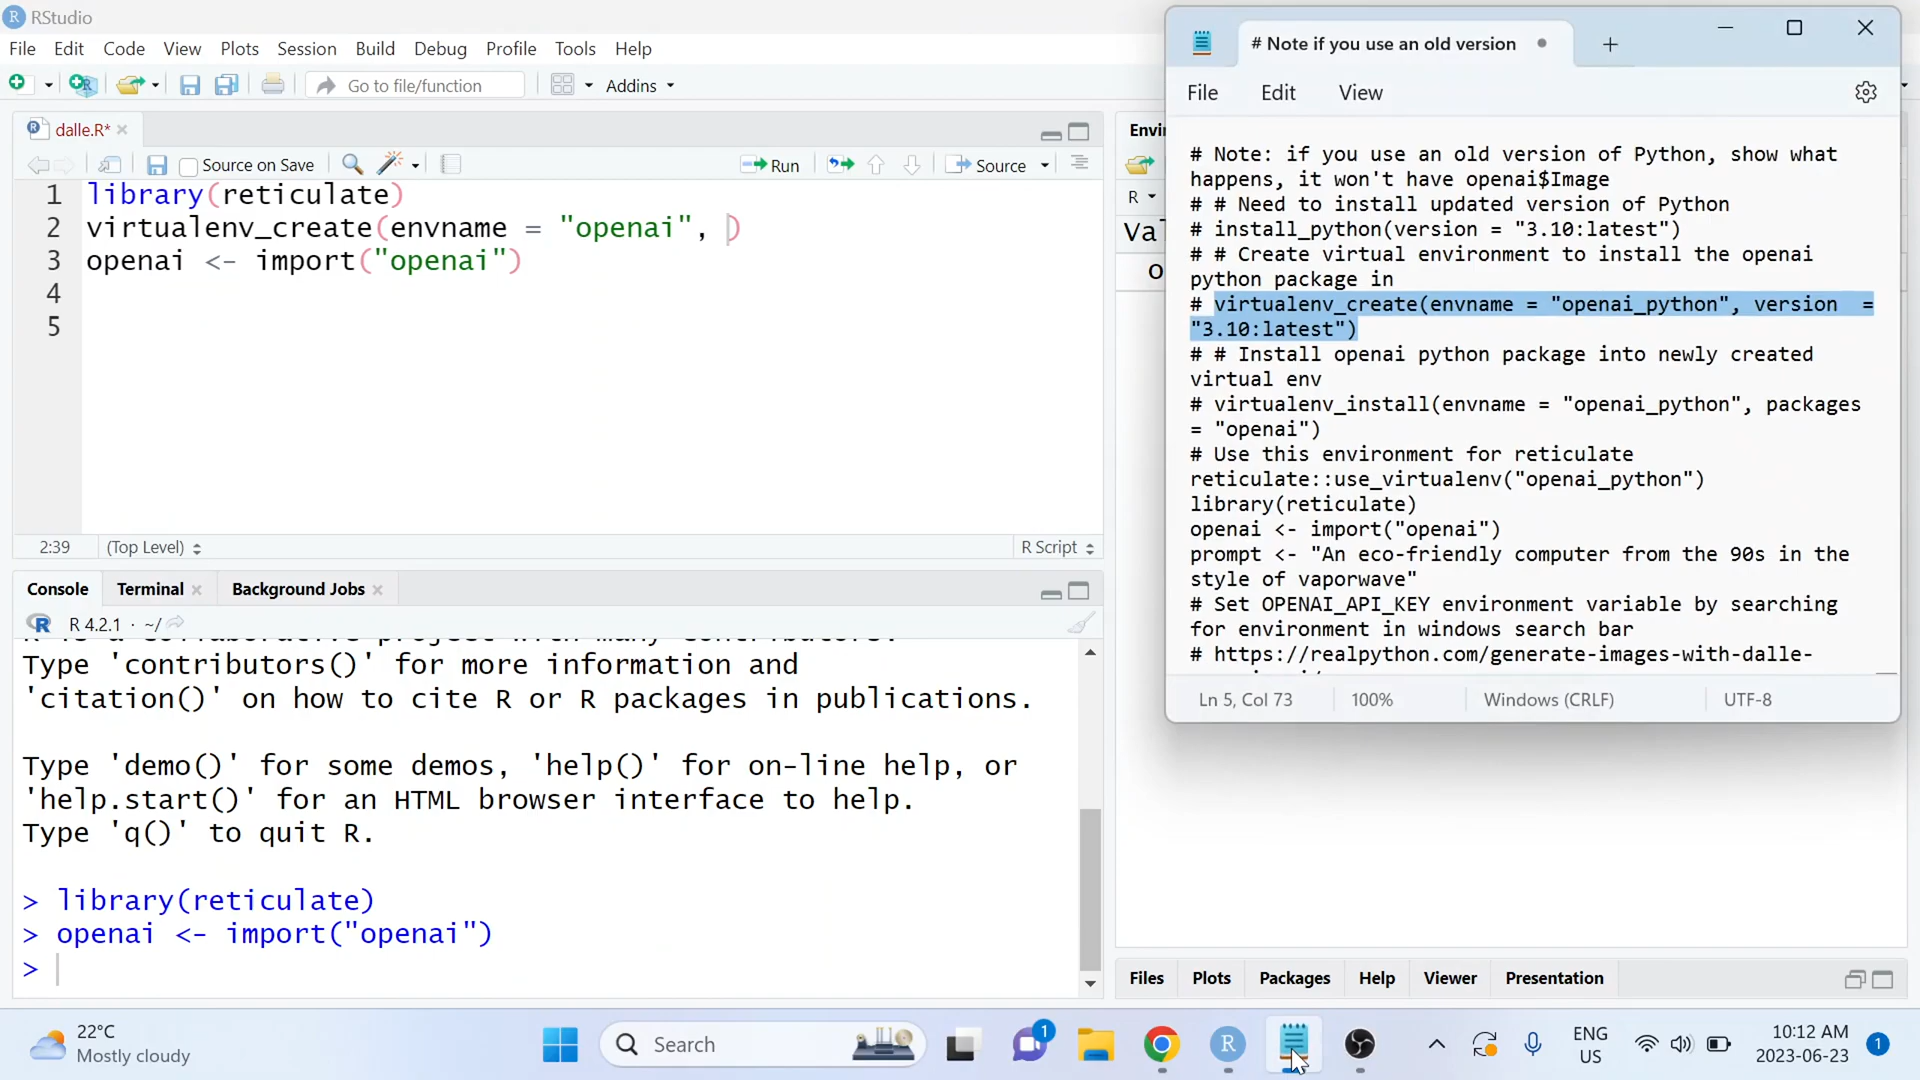 RStudio
File Edit Code View Plots Session Build Debug Profile Tools Help
Go to file/function
Addins
dalle.R*
Source on Save
Run
Source
1 library(reticulate)
2 virtualenv_create(envname = "openai", )
3 openai <- import("openai")
4
5
2:39 (Top Level) R Script
Console Terminal Background Jobs
R 4.2.1 · ~/
R is a collaborative project with many contributors.
Type 'contributors()' for more information and
'citation()' on how to cite R or R packages in publications.
Type 'demo()' for some demos, 'help()' for on-line help, or
'help.start()' for an HTML browser interface to help.
Type 'q()' to quit R.
> library(reticulate)
> openai <- import("openai")
>
Envi
R
Val
o
# Note if you use an old version
File Edit View
# Note: if you use an old version of Python, show what
happens, it won't have openai$Image
# # Need to install updated version of Python
# install_python(version = "3.10:latest")
# # Create virtual environment to install the openai
python package in
# virtualenv_create(envname = "openai_python", version =
"3.10:latest")
# # Install openai python package into newly created
virtual env
# virtualenv_install(envname = "openai_python", packages
= "openai")
# Use this environment for reticulate
reticulate::use_virtualenv("openai_python")
library(reticulate)
openai <- import("openai")
prompt <- "An eco-friendly computer from the 90s in the
style of vaporwave"
# Set OPENAI_API_KEY environment variable by searching
for environment in windows search bar
# https://realpython.com/generate-images-with-dalle-
Ln 5, Col 73 100% Windows (CRLF) UTF-8
Files Plots Packages Help Viewer Presentation
22°C
Mostly cloudy
Search
1
ENG
US
10:12 AM
2023-06-23
1